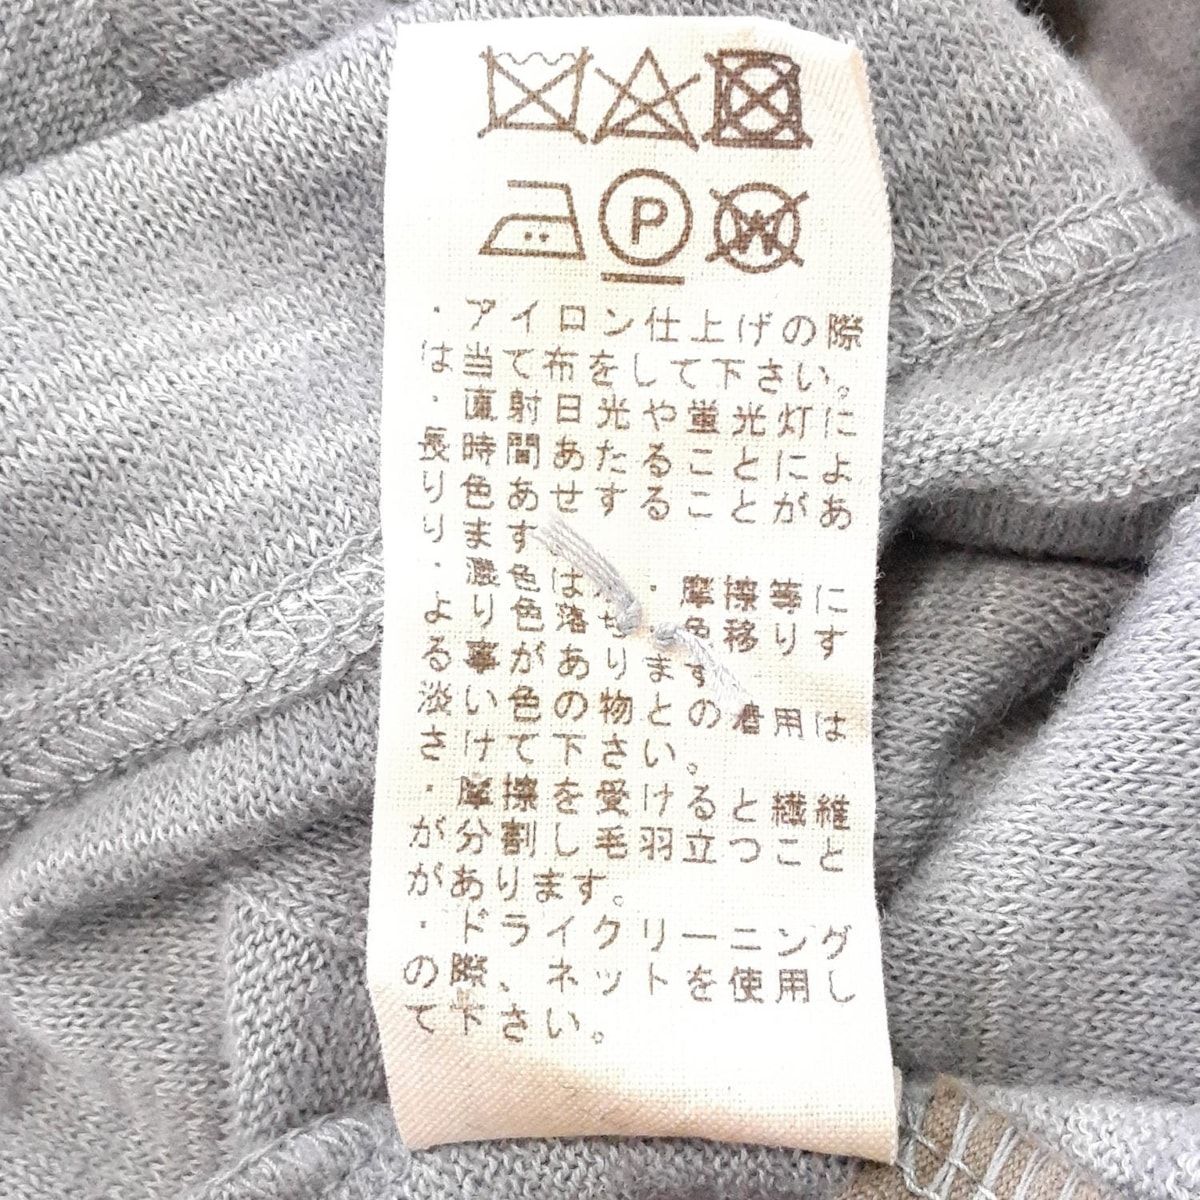 P W
・アイロン仕上げの際
は当て布をして下さい。
・直射日光や蛍光灯に
長時間あたることによ
り色あせすることがあ
ります。
・濃色は ・摩擦等に
より色落ち 色移りす
る事があります。
淡い色の物との着用は
さけて下さい。
・摩擦を受けると繊維
が分割し毛羽立つこと
があります。
・ドライクリーニング
の際、ネットを使用し
て下さい。